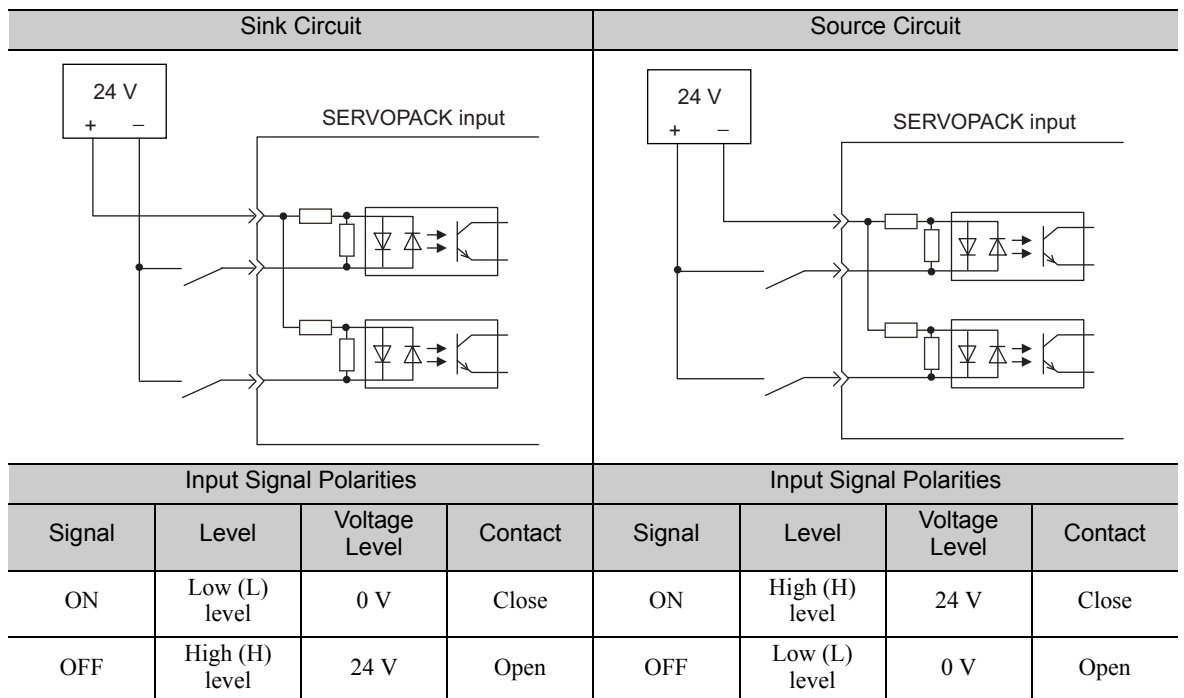 Sink Circuit
Source Circuit
24 V
+ −
SERVOPACK input
24 V
+ −
SERVOPACK input
Input Signal Polarities
Input Signal Polarities
Signal Level Voltage Level Contact Signal Level Voltage Level Contact
ON Low (L) level 0 V Close ON High (H) level 24 V Close
OFF High (H) level 24 V Open OFF Low (L) level 0 V Open